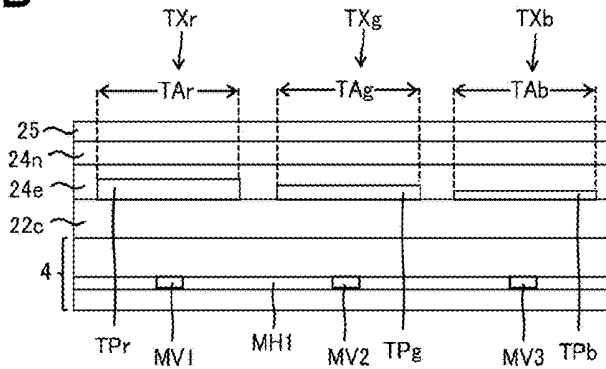 TXr TXg TXb
TAr TAg TAb
25
24n
24e
22c
4
TPr MV1 MH1 MV2 TPg MV3 TPb